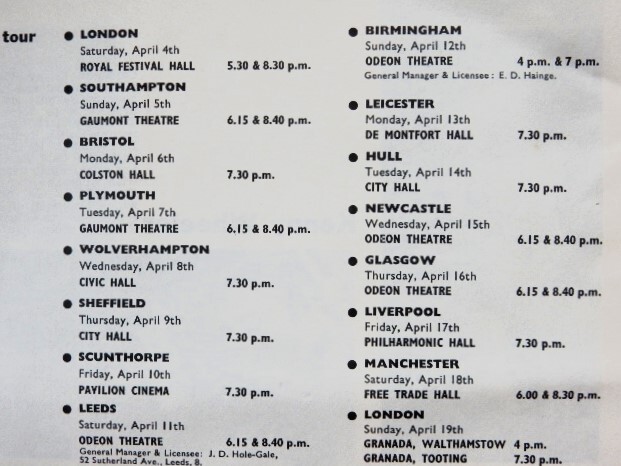 tour
LONDON
Saturday, April 4th
ROYAL FESTIVAL HALL 5.30 & 8.30 p.m.
SOUTHAMPTON
Sunday, April 5th
GAUMONT THEATRE 6.15 & 8.40 p.m.
BRISTOL
Monday, April 6th
COLSTON HALL 7.30 p.m.
PLYMOUTH
Tuesday, April 7th
GAUMONT THEATRE 6.15 & 8.40 p.m.
WOLVERHAMPTON
Wednesday, April 8th
CIVIC HALL 7.30 p.m.
SHEFFIELD
Thursday, April 9th
CITY HALL 7.30 p.m.
SCUNTHORPE
Friday, April 10th
PAVILION CINEMA 7.30 p.m.
LEEDS
Saturday, April 11th
ODEON THEATRE 6.15 & 8.40 p.m.
General Manager & Licensee: J. D. Hole-Gale,
52 Sutherland Ave., Leeds, 8.
BIRMINGHAM
Sunday, April 12th
ODEON THEATRE 4 p.m. & 7 p.m.
General Manager & Licensee: E. D. Hainge.
LEICESTER
Monday, April 13th
DE MONTFORT HALL 7.30 p.m.
HULL
Tuesday, April 14th
CITY HALL 7.30 p.m.
NEWCASTLE
Wednesday, April 15th
ODEON THEATRE 6.15 & 8.40 p.m.
GLASGOW
Thursday, April 16th
ODEON THEATRE 6.15 & 8.40 p.m.
LIVERPOOL
Friday, April 17th
PHILHARMONIC HALL 7.30 p.m.
MANCHESTER
Saturday, April 18th
FREE TRADE HALL 6.00 & 8.30 p.m.
LONDON
Sunday, April 19th
GRANADA, WALTHAMSTOW 4 p.m.
GRANADA, TOOTING 7.30 p.m.